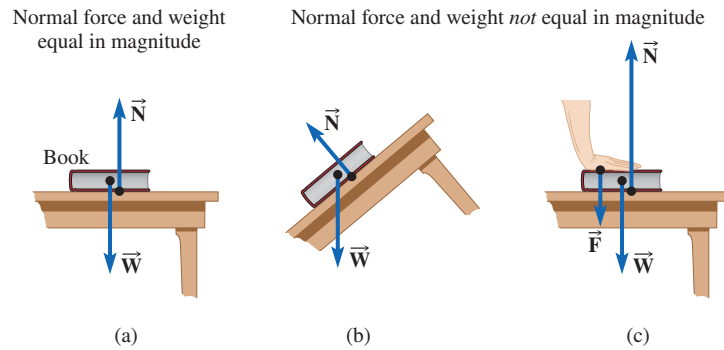 Normal force and weight
equal in magnitude
Normal force and weight not equal in magnitude
N⃗
Book
W⃗
(a)
N⃗
W⃗
(b)
N⃗
F⃗
W⃗
(c)